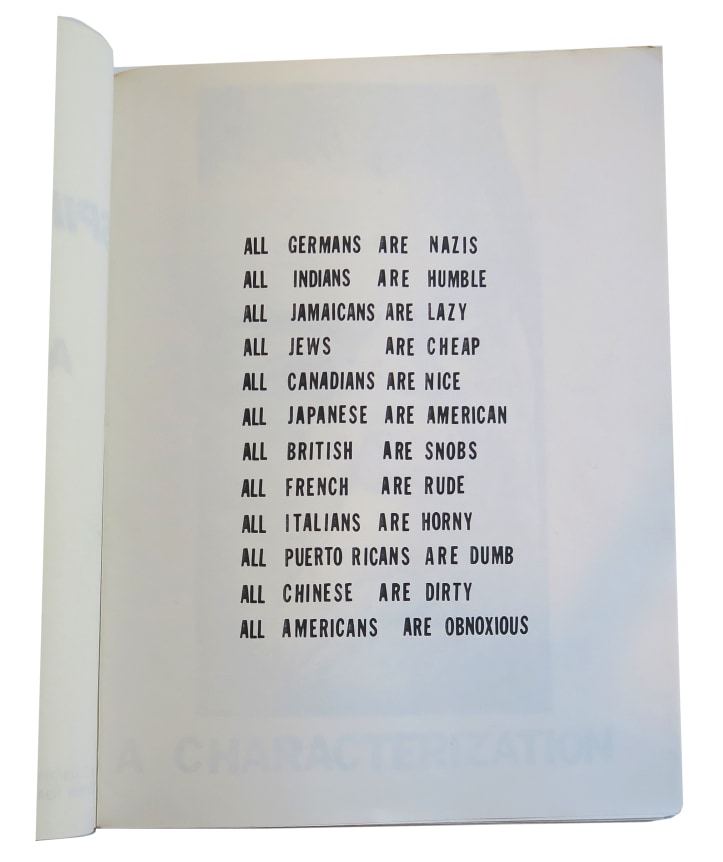 ALL GERMANS ARE NAZIS
ALL INDIANS ARE HUMBLE
ALL JAMAICANS ARE LAZY
ALL JEWS ARE CHEAP
ALL CANADIANS ARE NICE
ALL JAPANESE ARE AMERICAN
ALL BRITISH ARE SNOBS
ALL FRENCH ARE RUDE
ALL ITALIANS ARE HORNY
ALL PUERTO RICANS ARE DUMB
ALL CHINESE ARE DIRTY
ALL AMERICANS ARE OBNOXIOUS
A CHARACTERIZATION